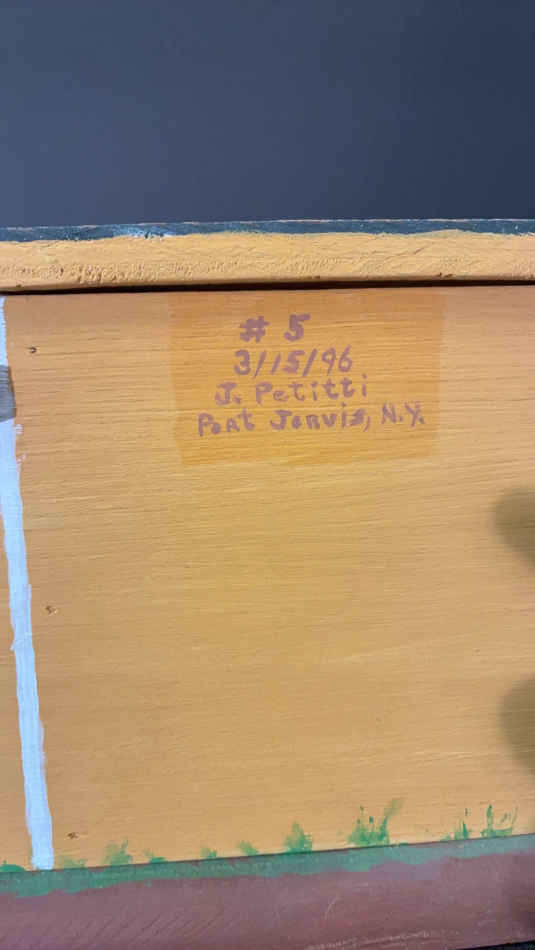 # 5
3/15/96
J. Petitti
Port Jervis, N.Y.